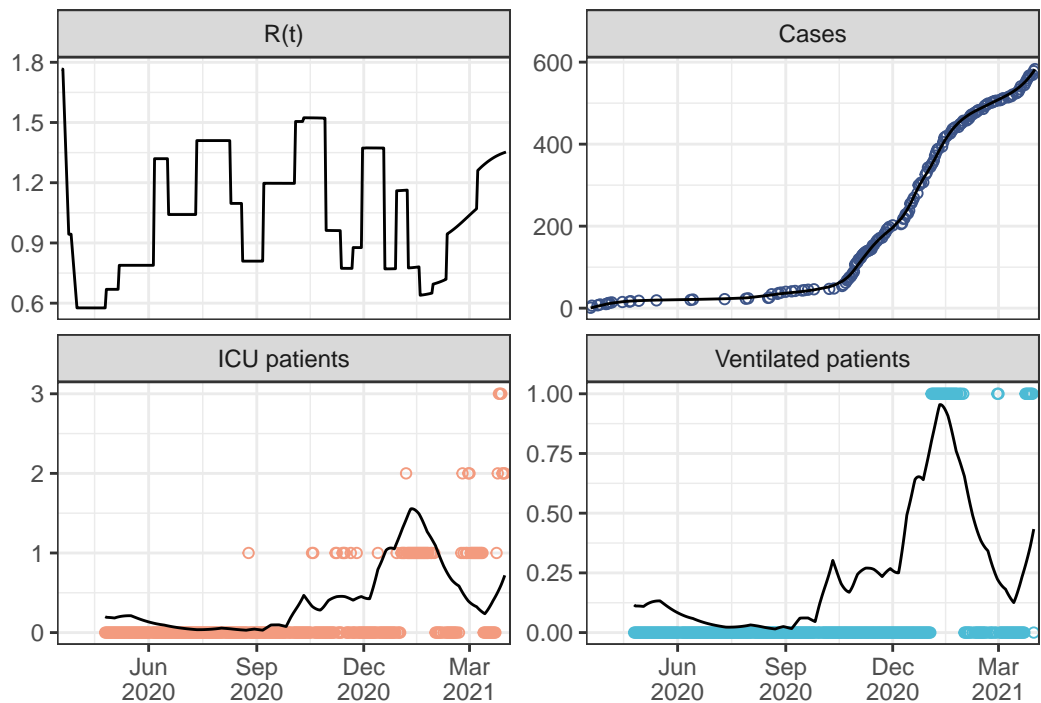 R(t)
Cases
1.8
1.5
1.2
0.9
0.6
600
400
200
0
ICU patients
Ventilated patients
3
2
1
0
1.00
0.75
0.50
0.25
0.00
Jun
2020
Sep
2020
Dec
2020
Mar
2021
Jun
2020
Sep
2020
Dec
2020
Mar
2021